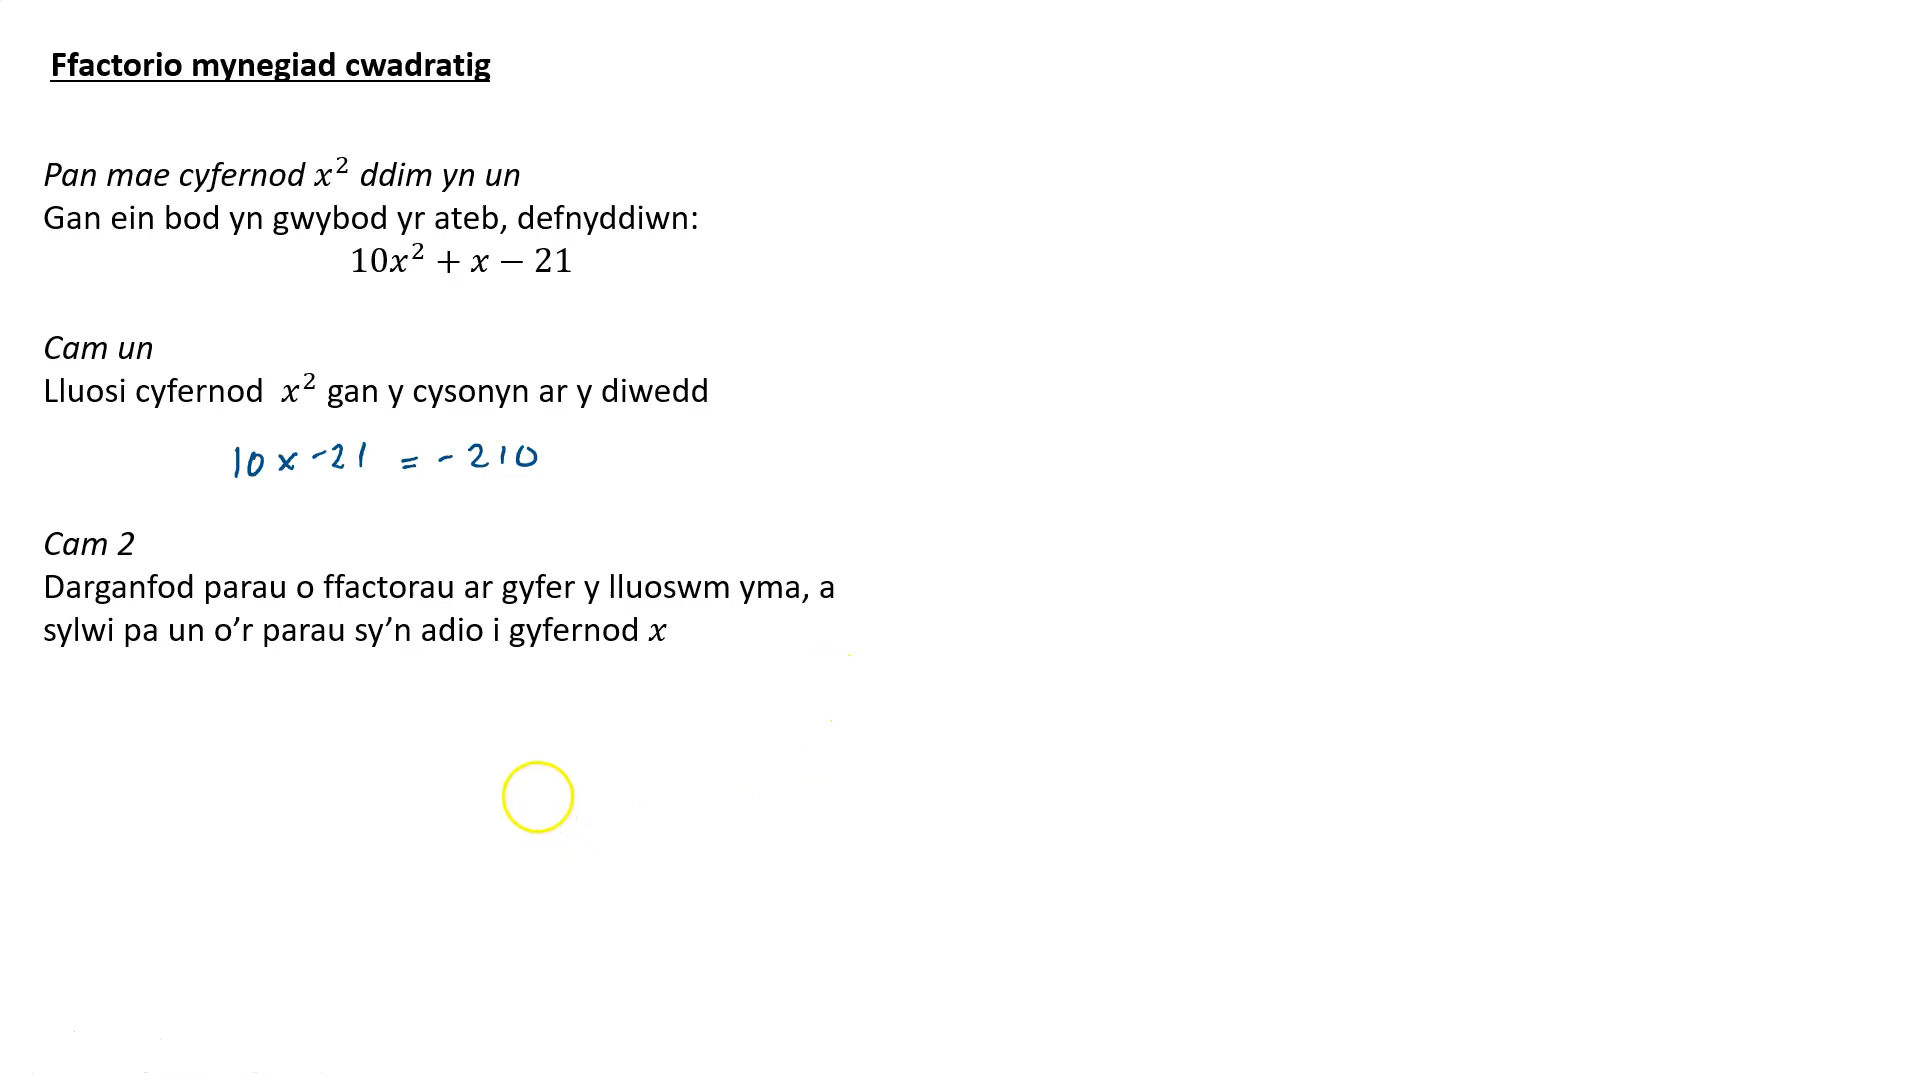 Ffactorio mynegiad cwadratig
Pan mae cyfernod x² ddim yn un
Gan ein bod yn gwybod yr ateb, defnyddiwn:
10x² + x − 21
Cam un
Lluosi cyfernod x² gan y cysonyn ar y diwedd
10 x -21 = -210
Cam 2
Darganfod parau o ffactorau ar gyfer y lluoswm yma, a
sylwi pa un o’r parau sy’n adio i gyfernod x